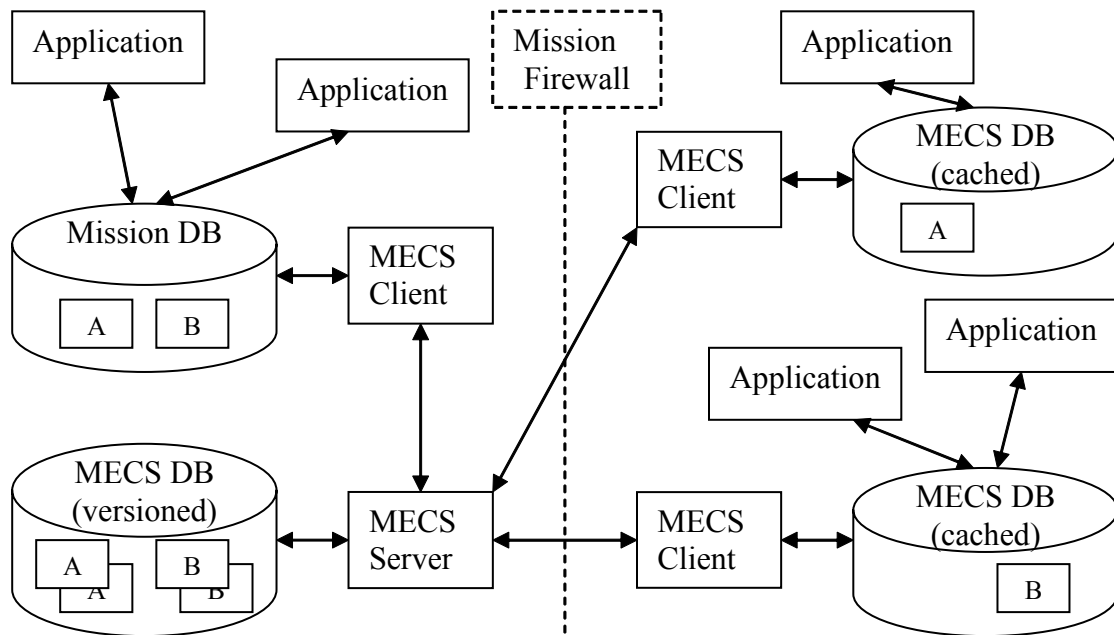 Application
Mission
Firewall
Application
Application
MECS DB
(cached)
A
MECS
Client
Mission DB
A
B
MECS
Client
Application
Application
MECS DB
(versioned)
A
A
B
B
MECS
Server
MECS
Client
MECS DB
(cached)
B